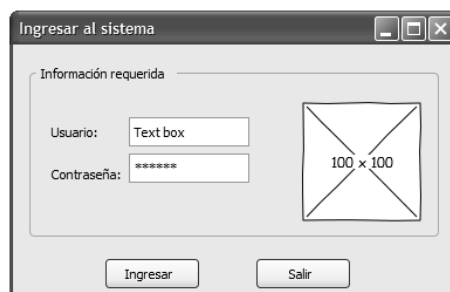 Ingresar al sistema
Información requerida
Usuario: Text box
Contraseña: ******
100 x 100
Ingresar Salir